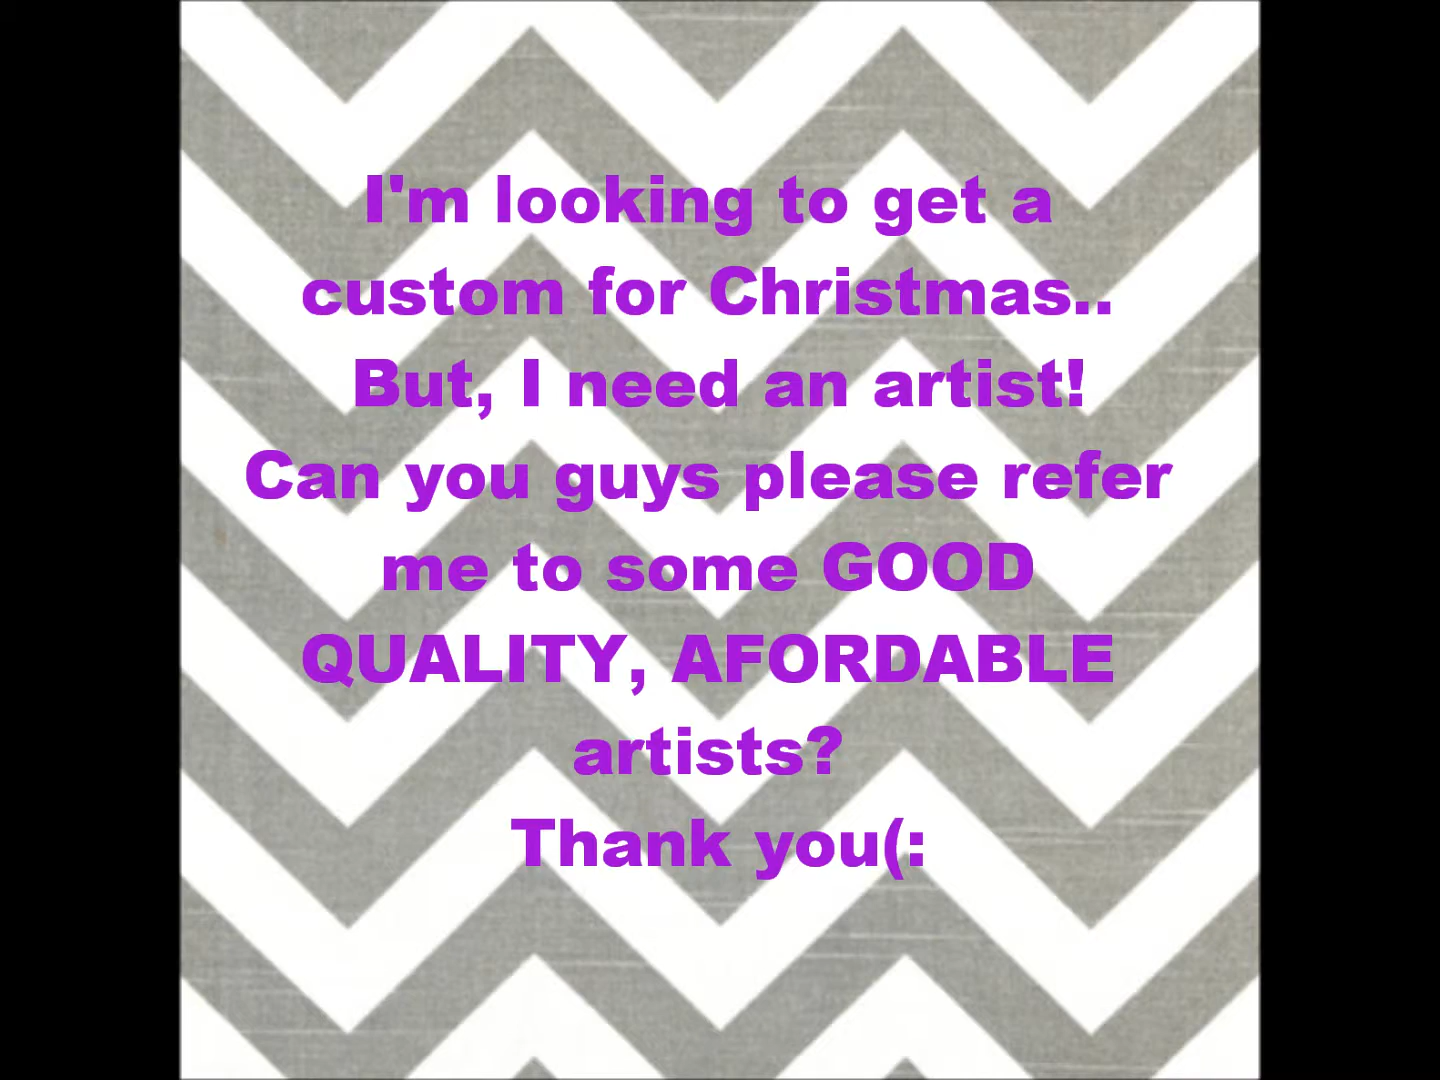 I'm looking to get a
custom for Christmas..
But, I need an artist!
Can you guys please refer
me to some GOOD
QUALITY, AFORDABLE
artists?
Thank you(: